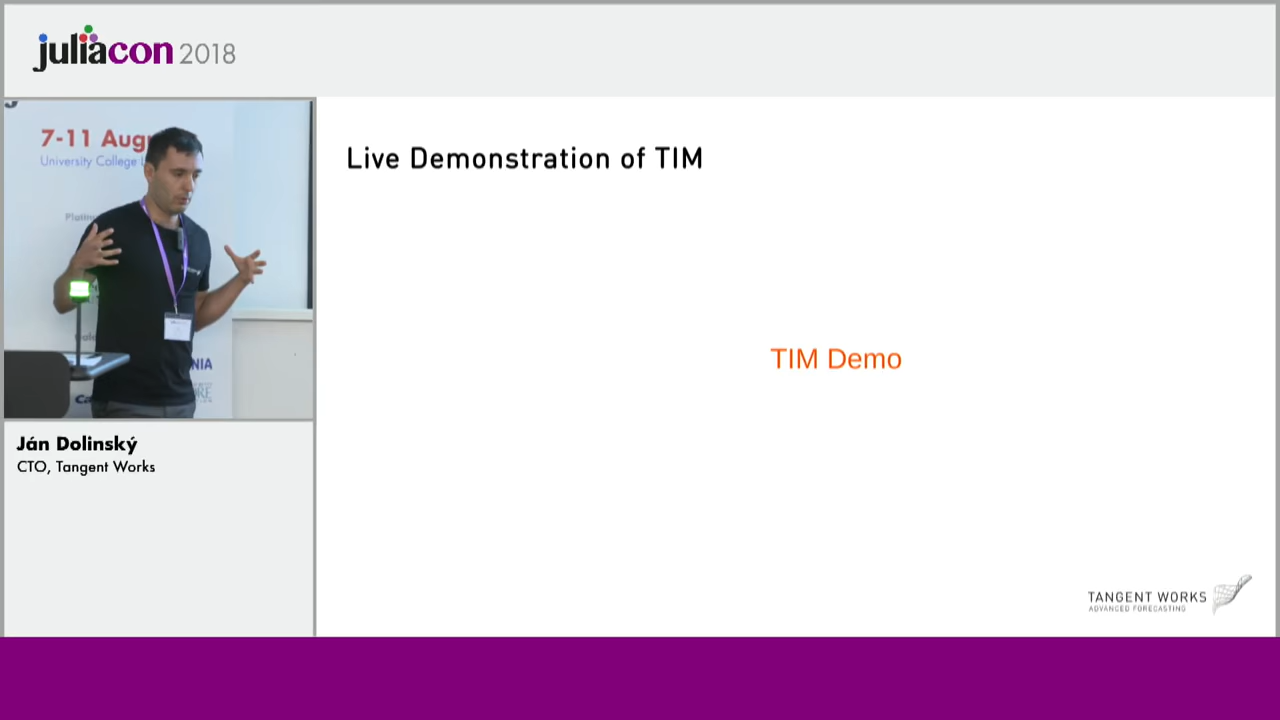 juliacon 2018
7-11 Aug
University College
Live Demonstration of TIM
TIM Demo
Ján Dolinský
CTO, Tangent Works
TANGENT WORKS
ADVANCED FORECASTING